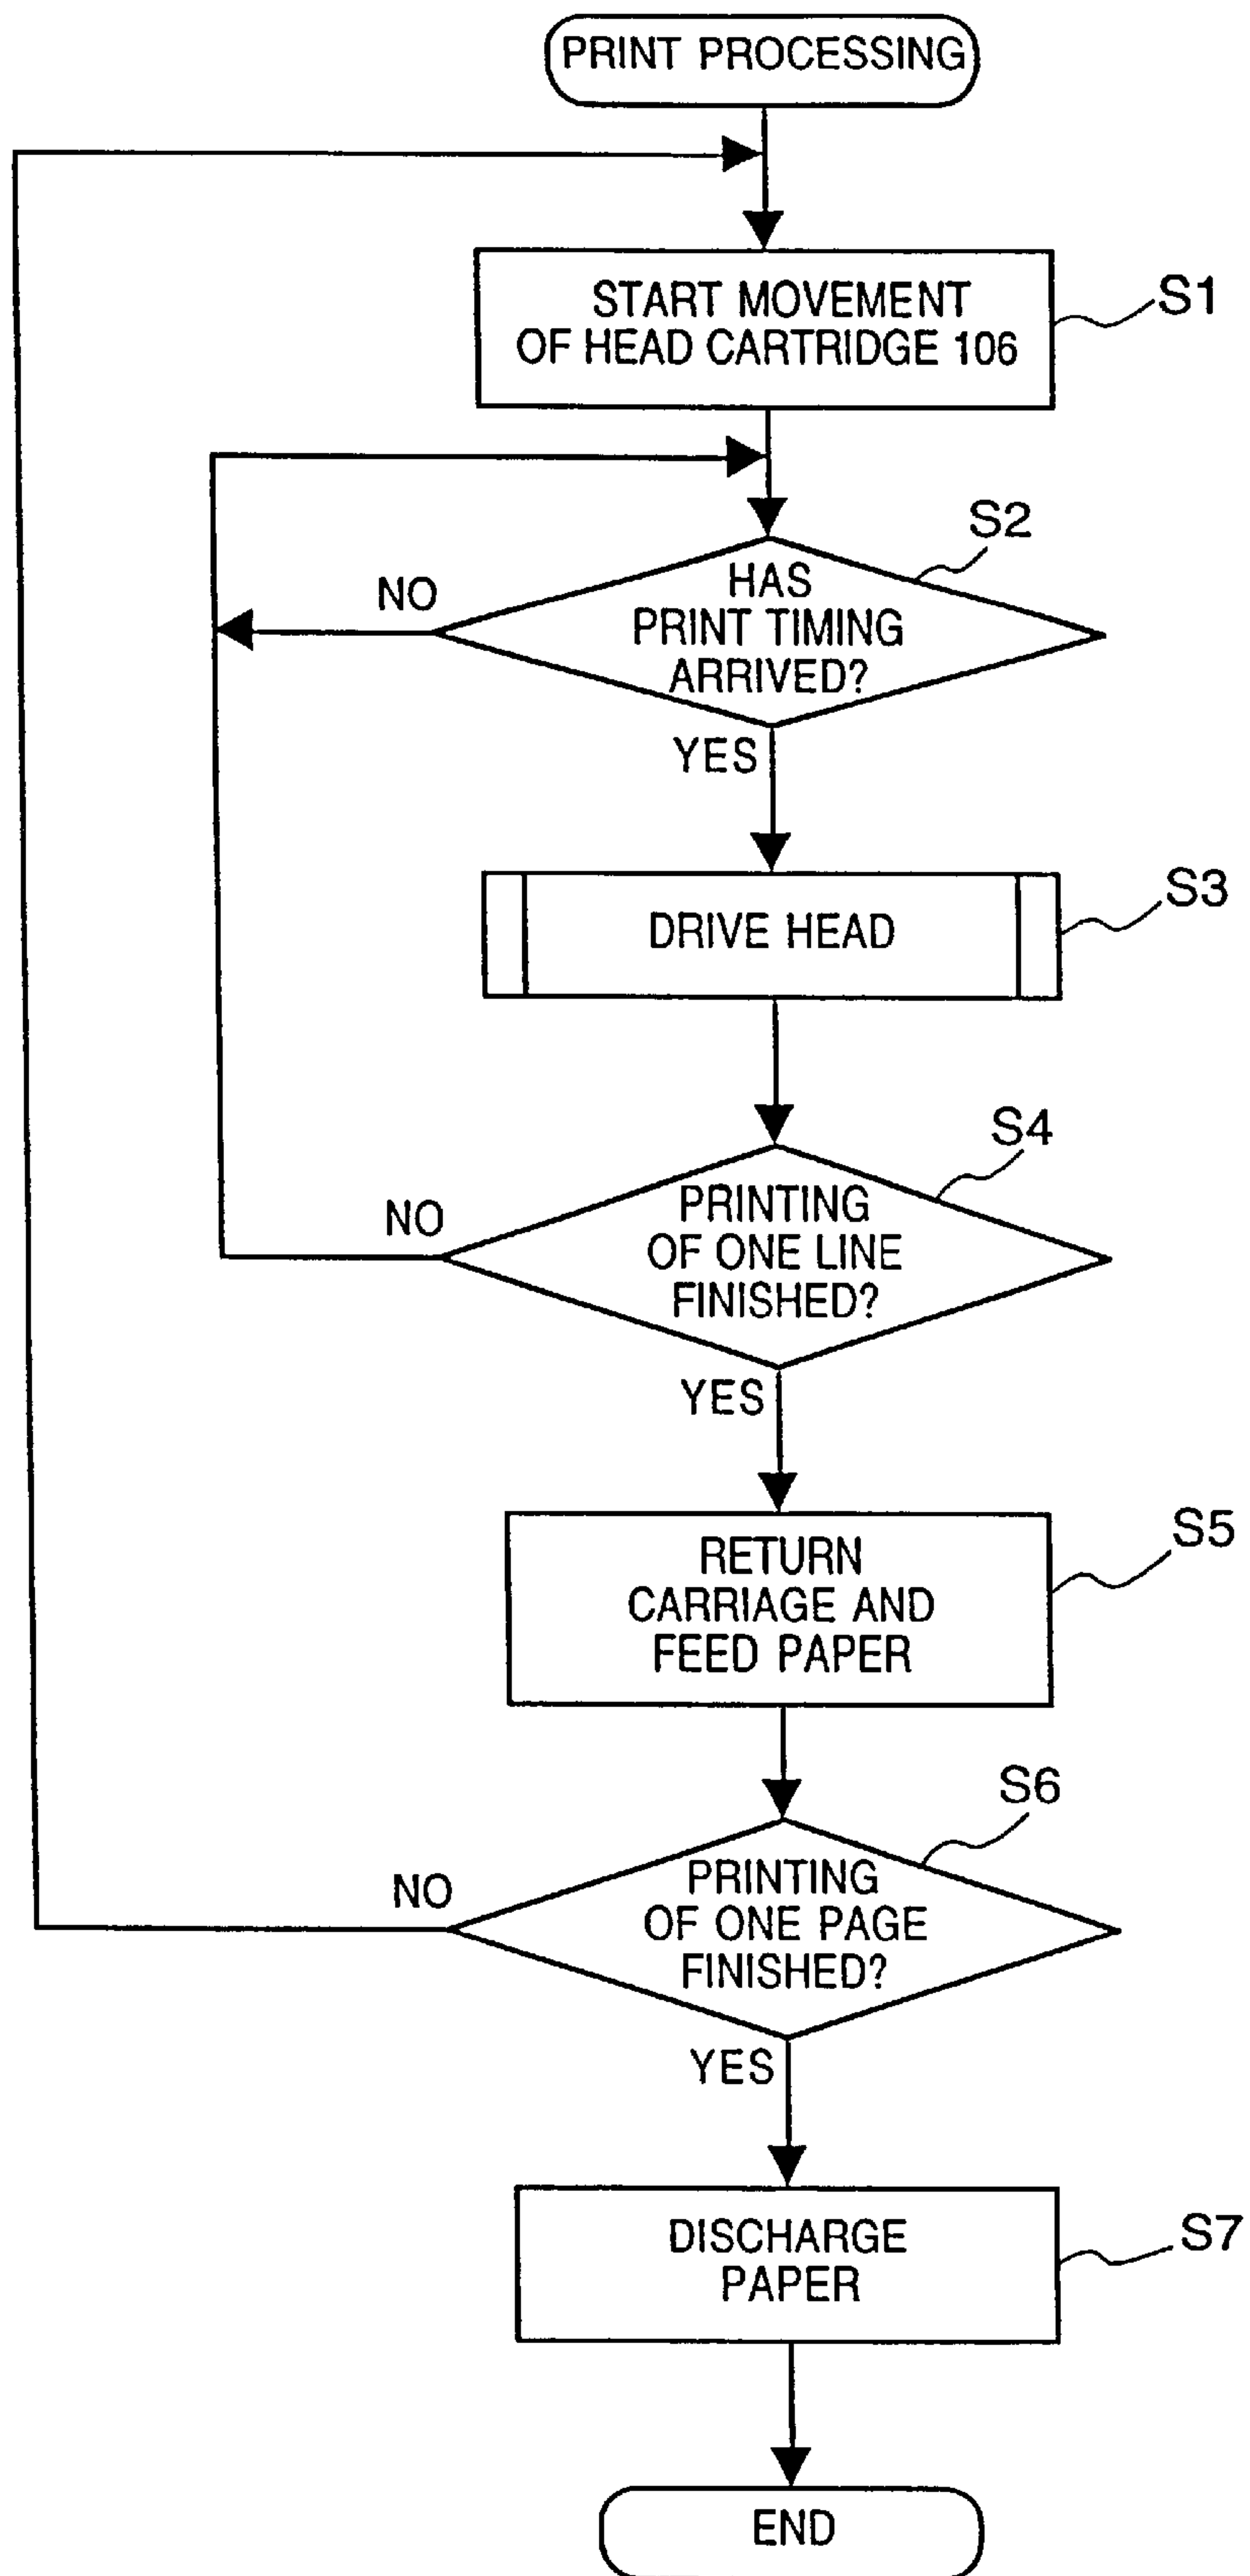 PRINT PROCESSING
START MOVEMENT
OF HEAD CARTRIDGE 106
S1
S2
HAS
PRINT TIMING
ARRIVED?
NO
YES
DRIVE HEAD
S3
S4
PRINTING
OF ONE LINE
FINISHED?
NO
YES
RETURN
CARRIAGE AND
FEED PAPER
S5
S6
PRINTING
OF ONE PAGE
FINISHED?
NO
YES
DISCHARGE
PAPER
S7
END